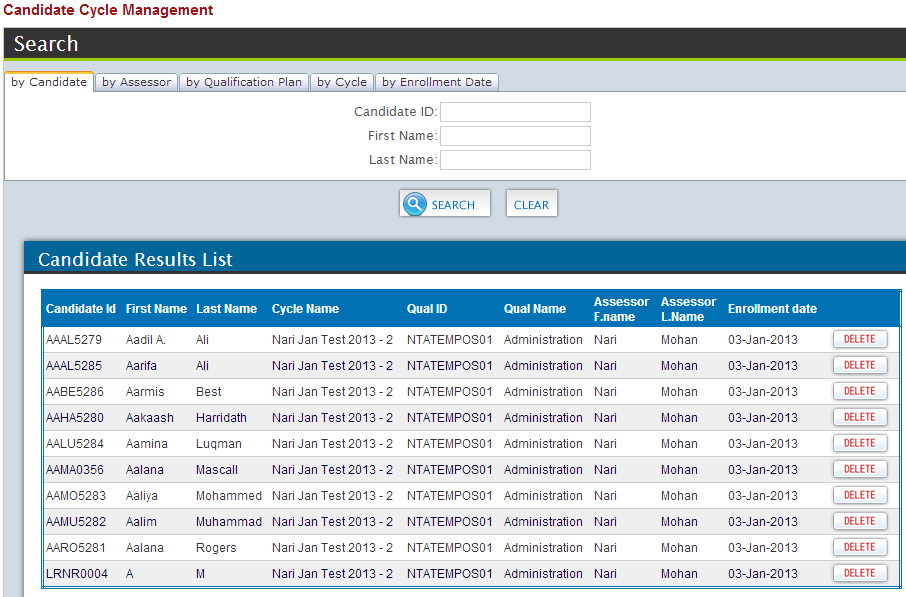 Candidate Cycle Management
Search
by Candidate by Assessor by Qualification Plan by Cycle by Enrollment Date
Candidate ID:
First Name:
Last Name:
SEARCH CLEAR
Candidate Results List
Candidate Id First Name Last Name Cycle Name Qual ID Qual Name Assessor F.name Assessor L.Name Enrollment date
AAAL5279 Aadil A. Ali Nari Jan Test 2013 - 2 NTATEMPOS01 Administration Nari Mohan 03-Jan-2013 DELETE
AAAL5285 Aarifa Ali Nari Jan Test 2013 - 2 NTATEMPOS01 Administration Nari Mohan 03-Jan-2013 DELETE
AABE5286 Aarmis Best Nari Jan Test 2013 - 2 NTATEMPOS01 Administration Nari Mohan 03-Jan-2013 DELETE
AAHA5280 Aakaash Harridath Nari Jan Test 2013 - 2 NTATEMPOS01 Administration Nari Mohan 03-Jan-2013 DELETE
AALU5284 Aamina Luqman Nari Jan Test 2013 - 2 NTATEMPOS01 Administration Nari Mohan 03-Jan-2013 DELETE
AAMA0356 Aalana Mascall Nari Jan Test 2013 - 2 NTATEMPOS01 Administration Nari Mohan 03-Jan-2013 DELETE
AAMO5283 Aaliya Mohammed Nari Jan Test 2013 - 2 NTATEMPOS01 Administration Nari Mohan 03-Jan-2013 DELETE
AAMU5282 Aalim Muhammad Nari Jan Test 2013 - 2 NTATEMPOS01 Administration Nari Mohan 03-Jan-2013 DELETE
AARO5281 Aalana Rogers Nari Jan Test 2013 - 2 NTATEMPOS01 Administration Nari Mohan 03-Jan-2013 DELETE
LRNR0004 A M Nari Jan Test 2013 - 2 NTATEMPOS01 Administration Nari Mohan 03-Jan-2013 DELETE